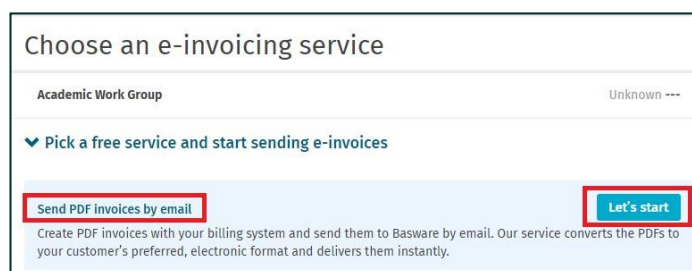 Choose an e-invoicing service
Academic Work Group Unknown ---
Pick a free service and start sending e-invoices
Send PDF invoices by email Let's start
Create PDF invoices with your billing system and send them to Basware by email. Our service converts the PDFs to
your customer's preferred, electronic format and delivers them instantly.